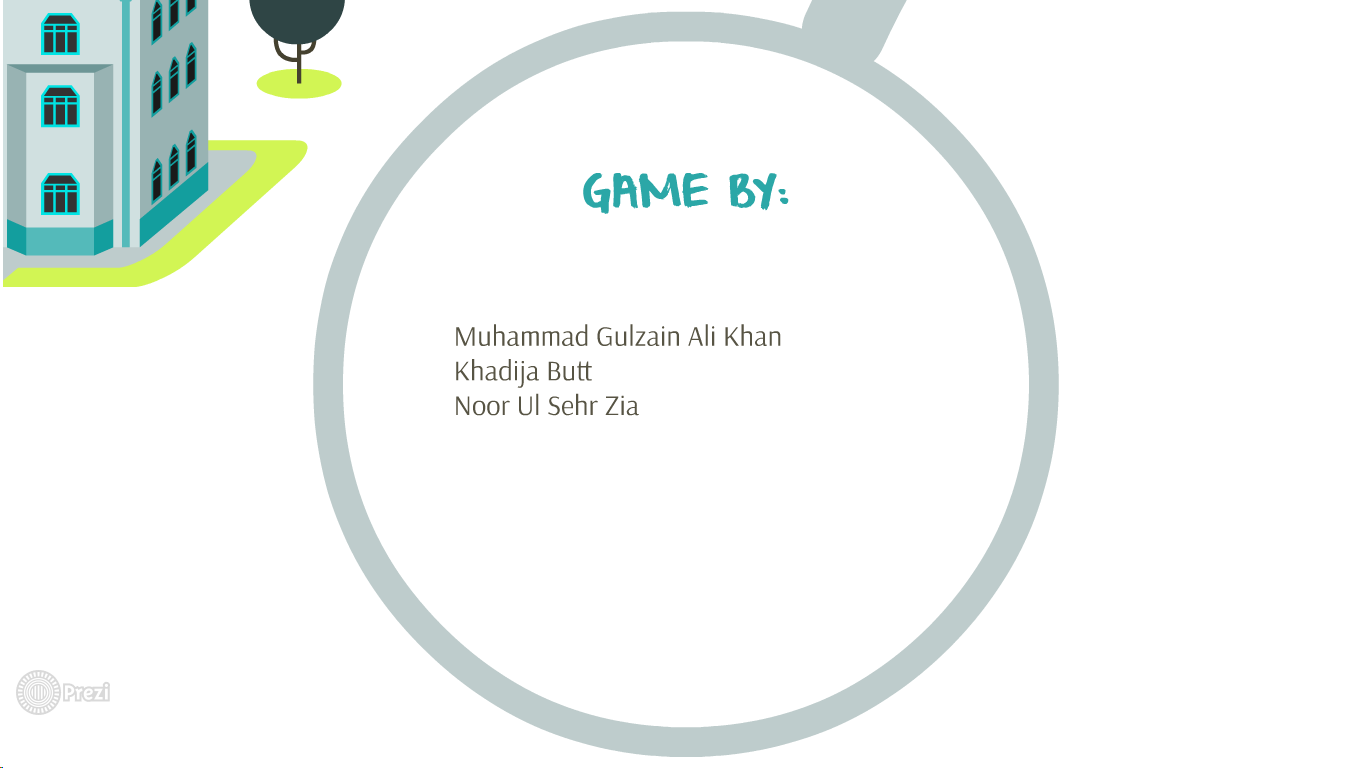 GAME BY:
Muhammad Gulzain Ali Khan
Khadija Butt
Noor Ul Sehr Zia
Prezi